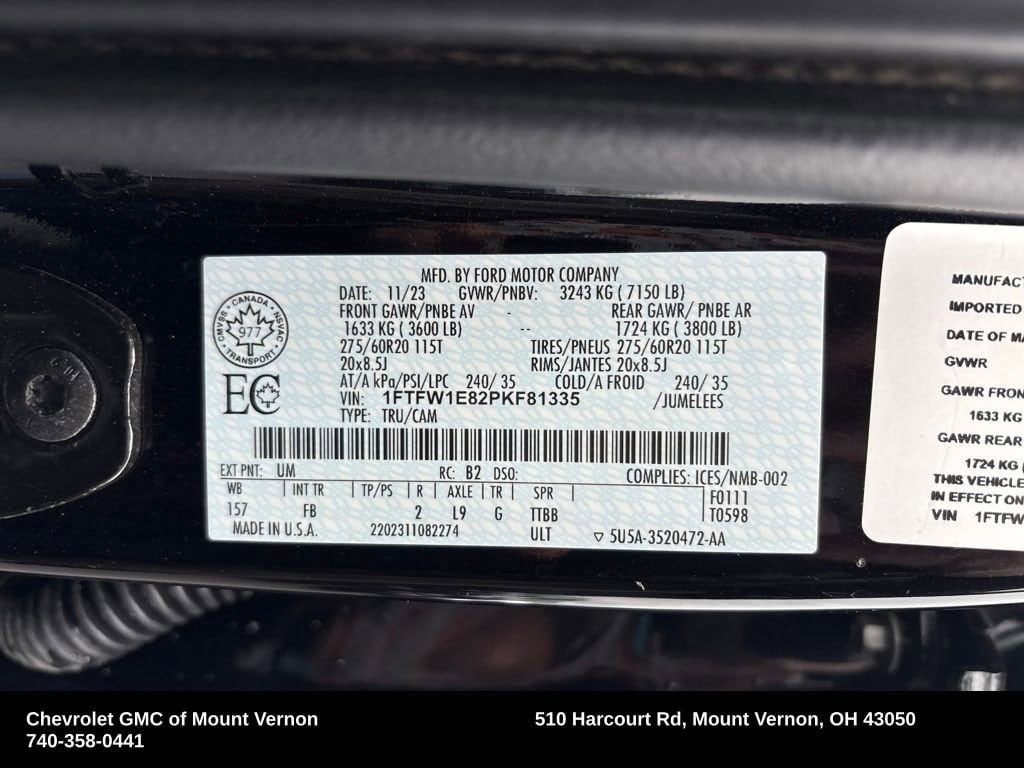 MFD. BY FORD MOTOR COMPANY
DATE: 11/23 GVWR/PNBV: 3243 KG ( 7150 LB)
FRONT GAWR/ PNBE AV - REAR GAWR/ PNBE AR
1633 KG ( 3600 LB) -- 1724 KG ( 3800 LB)
275/60R20 115T TIRES/PNEUS 275/60R20 115T
20x8.5J RIMS/JANTES 20x8.5J
AT/A kPa/PSI/LPC 240/ 35 COLD/A FROID 240/ 35
VIN: 1FTFW1E82PKF81335 /JUMELEES
TYPE: TRU/CAM
CANADA · NSVAC
CMVSS · TRANSPORT
977
EC
EXT PNT: UM RC: B2 DSO: COMPLIES: ICES/NMB-002
WB INT TR TP/PS R AXLE TR SPR F0111
157 FB 2 L9 G TTBB T0598
MADE IN U.S.A. 2202311082274 ULT ▽ 5U5A-3520472-AA
MANUFACT
IMPORTED
DATE OF MA
GVWR
GAWR FRON
1633 KG
GAWR REAR
1724 KG (
THIS VEHICLE
IN EFFECT ON
VIN 1FTFW
Chevrolet GMC of Mount Vernon
740-358-0441
510 Harcourt Rd, Mount Vernon, OH 43050